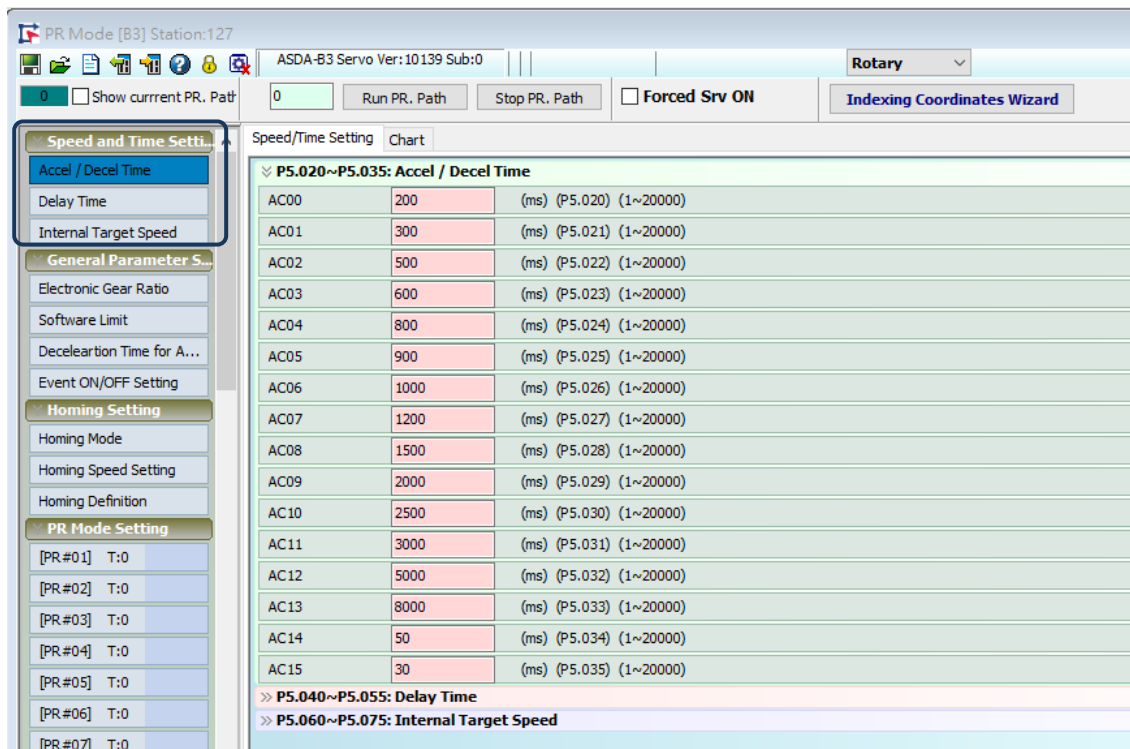 PR Mode [B3] Station:127
ASDA-B3 Servo Ver:10139 Sub:0
Rotary
0 Show currrent PR. Path 0 Run PR. Path Stop PR. Path Forced Srv ON Indexing Coordinates Wizard
Speed and Time Setti...
Accel / Decel Time
Delay Time
Internal Target Speed
General Parameter S...
Electronic Gear Ratio
Software Limit
Deceleartion Time for A...
Event ON/OFF Setting
Homing Setting
Homing Mode
Homing Speed Setting
Homing Definition
PR Mode Setting
[PR#01] T:0
[PR#02] T:0
[PR#03] T:0
[PR#04] T:0
[PR#05] T:0
[PR#06] T:0
[PR#07] T:0
Speed/Time Setting Chart
P5.020~P5.035: Accel / Decel Time
AC00 200 (ms) (P5.020) (1~20000)
AC01 300 (ms) (P5.021) (1~20000)
AC02 500 (ms) (P5.022) (1~20000)
AC03 600 (ms) (P5.023) (1~20000)
AC04 800 (ms) (P5.024) (1~20000)
AC05 900 (ms) (P5.025) (1~20000)
AC06 1000 (ms) (P5.026) (1~20000)
AC07 1200 (ms) (P5.027) (1~20000)
AC08 1500 (ms) (P5.028) (1~20000)
AC09 2000 (ms) (P5.029) (1~20000)
AC10 2500 (ms) (P5.030) (1~20000)
AC11 3000 (ms) (P5.031) (1~20000)
AC12 5000 (ms) (P5.032) (1~20000)
AC13 8000 (ms) (P5.033) (1~20000)
AC14 50 (ms) (P5.034) (1~20000)
AC15 30 (ms) (P5.035) (1~20000)
P5.040~P5.055: Delay Time
P5.060~P5.075: Internal Target Speed